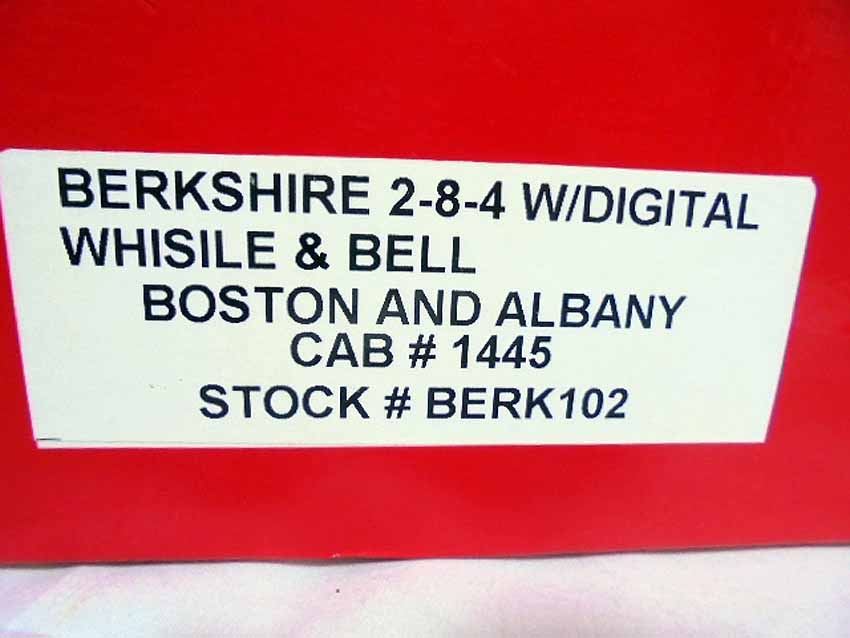 BERKSHIRE 2-8-4 W/DIGITAL
WHISILE & BELL
BOSTON AND ALBANY
CAB # 1445
STOCK # BERK102